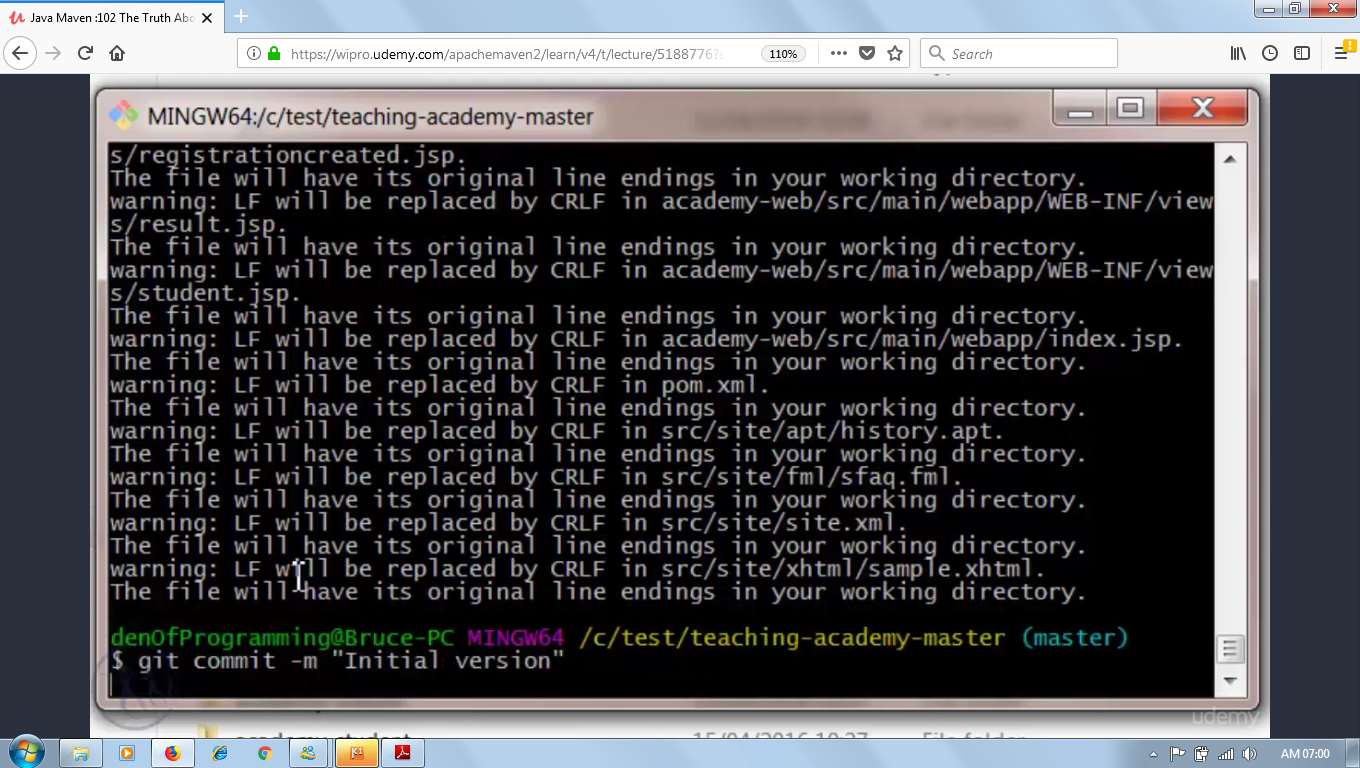 Java Maven :102 The Truth Abo
https://wipro.udemy.com/apachemaven2/learn/v4/t/lecture/5188776?s
110%
Search
MINGW64:/c/test/teaching-academy-master
s/registrationcreated.jsp.
The file will have its original line endings in your working directory.
warning: LF will be replaced by CRLF in academy-web/src/main/webapp/WEB-INF/view
s/result.jsp.
The file will have its original line endings in your working directory.
warning: LF will be replaced by CRLF in academy-web/src/main/webapp/WEB-INF/view
s/student.jsp.
The file will have its original line endings in your working directory.
warning: LF will be replaced by CRLF in academy-web/src/main/webapp/index.jsp.
The file will have its original line endings in your working directory.
warning: LF will be replaced by CRLF in pom.xml.
The file will have its original line endings in your working directory.
warning: LF will be replaced by CRLF in src/site/apt/history.apt.
The file will have its original line endings in your working directory.
warning: LF will be replaced by CRLF in src/site/fml/sfaq.fml.
The file will have its original line endings in your working directory.
warning: LF will be replaced by CRLF in src/site/site.xml.
The file will have its original line endings in your working directory.
warning: LF will be replaced by CRLF in src/site/xhtml/sample.xhtml.
The file will have its original line endings in your working directory.
denOfProgramming@Bruce-PC MINGW64 /c/test/teaching-academy-master (master)
$ git commit -m "Initial version"
udemy
academy-student 15/04/2016 10:27 File folder
AM 07:00